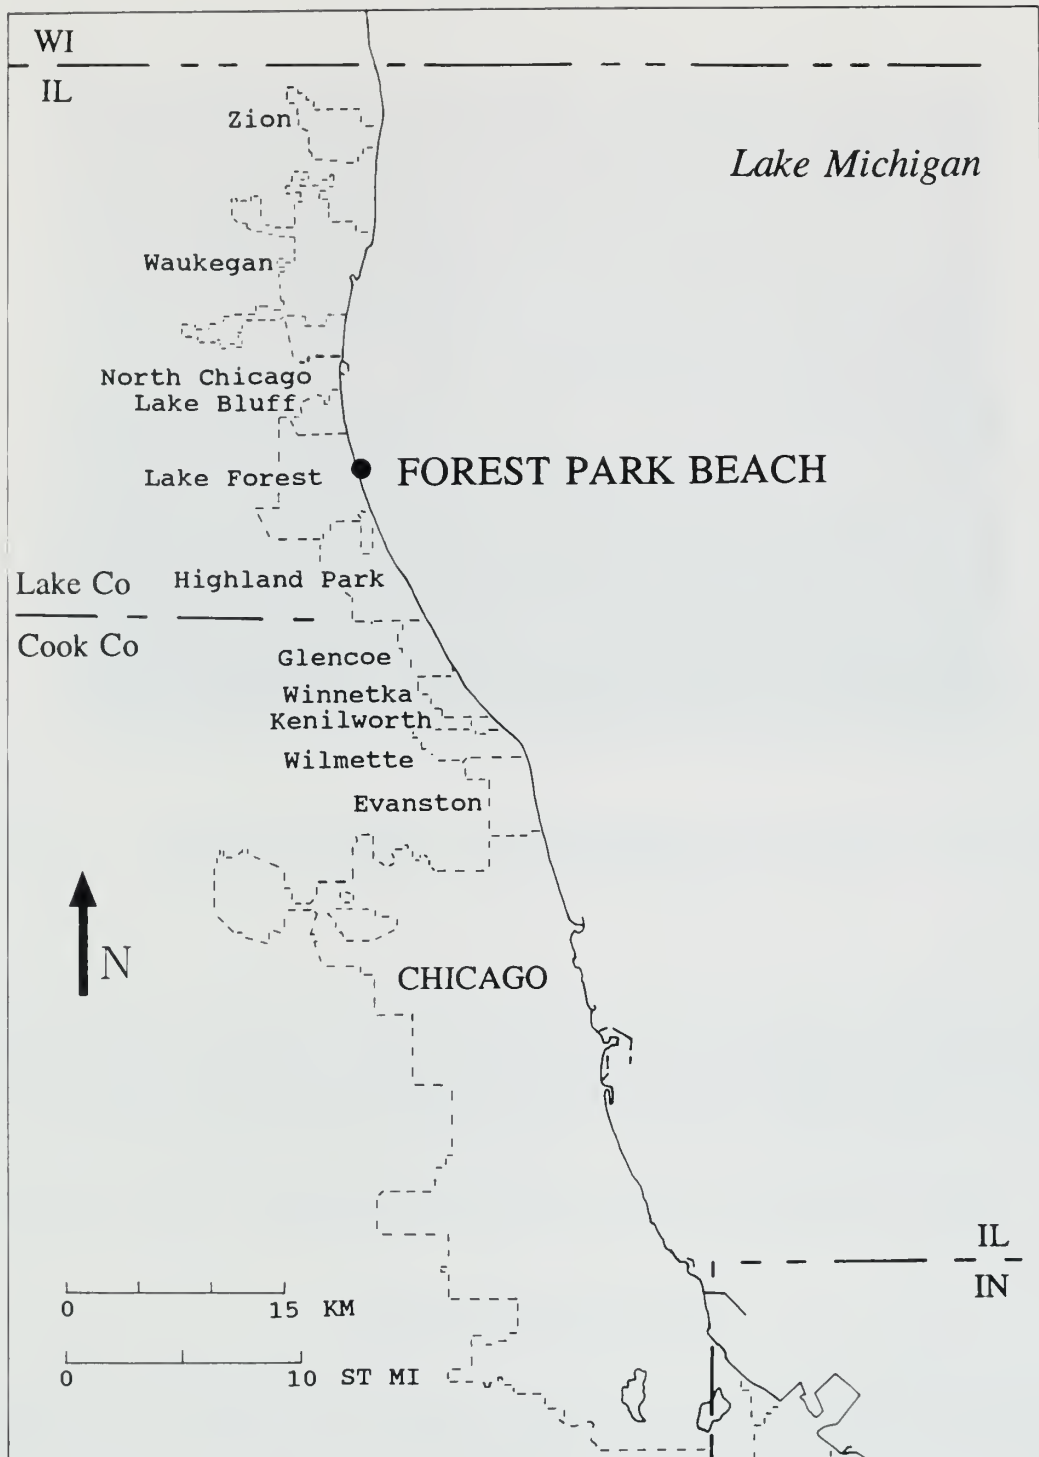 WI
IL
Zion
Lake Michigan
Waukegan
North Chicago
Lake Bluff
Lake Forest
FOREST PARK BEACH
Lake Co
Highland Park
Cook Co
Glencoe
Winnetka
Kenilworth
Wilmette
Evanston
N
CHICAGO
IL
IN
0 15 KM
0 10 ST MI